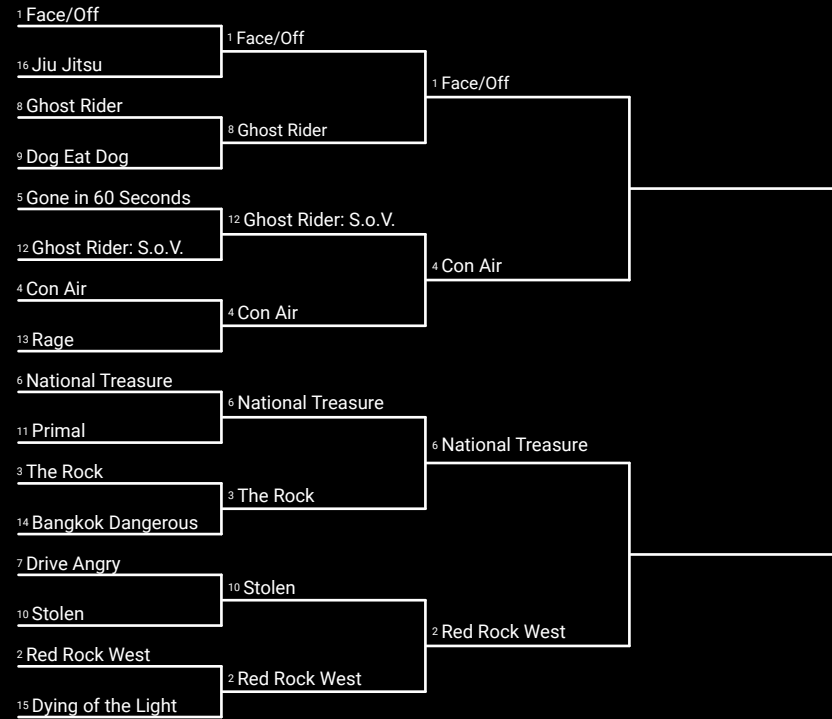 1 Face/Off
16 Jiu Jitsu
8 Ghost Rider
9 Dog Eat Dog
5 Gone in 60 Seconds
12 Ghost Rider: S.o.V.
4 Con Air
13 Rage
6 National Treasure
11 Primal
3 The Rock
14 Bangkok Dangerous
7 Drive Angry
10 Stolen
2 Red Rock West
15 Dying of the Light
1 Face/Off
8 Ghost Rider
12 Ghost Rider: S.o.V.
4 Con Air
6 National Treasure
3 The Rock
10 Stolen
2 Red Rock West
1 Face/Off
4 Con Air
6 National Treasure
2 Red Rock West